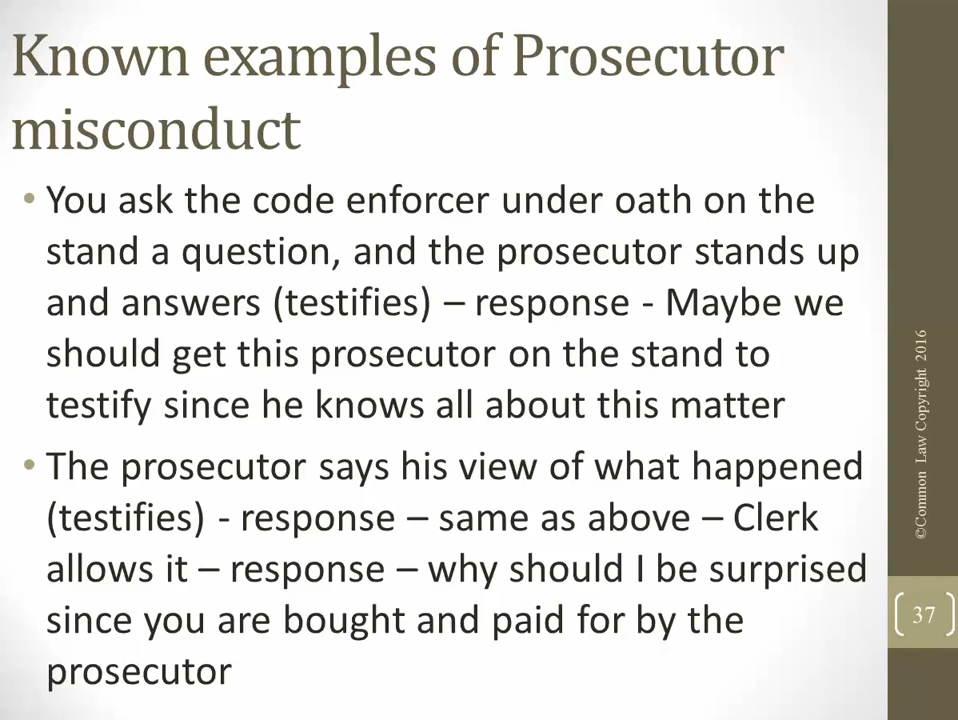 Known examples of Prosecutor
misconduct
• You ask the code enforcer under oath on the
stand a question, and the prosecutor stands up
and answers (testifies) – response - Maybe we
should get this prosecutor on the stand to
testify since he knows all about this matter
• The prosecutor says his view of what happened
(testifies) - response – same as above – Clerk
allows it – response – why should I be surprised
since you are bought and paid for by the
prosecutor
©Common Law Copyright 2016
37